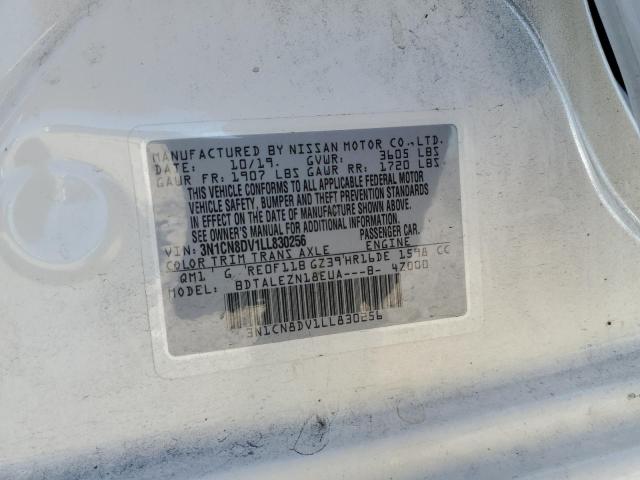 MANUFACTURED BY NISSAN MOTOR CO.,LTD.
DATE: 10/19. GVWR: 3605 LBS
GAWR FR: 1907 LBS GAWR RR: 1720 LBS
THIS VEHICLE CONFORMS TO ALL APPLICABLE FEDERAL MOTOR
VEHICLE SAFETY, BUMPER AND THEFT PREVENTION STANDARDS
IN EFFECT ON THE DATE OF MANUFACTURE SHOWN ABOVE.
SEE OWNER'S MANUAL FOR ADDITIONAL INFORMATION.
VIN: 3N1CN8DV1LL830256 PASSENGER CAR.
COLOR TRIM TRANS AXLE ENGINE
QM1 G RE0F11B GZ39 HR16DE 1598 CC
MODEL: BDTALEZN18EUA---B- 4Z000
3N1CN8DV1LL830256